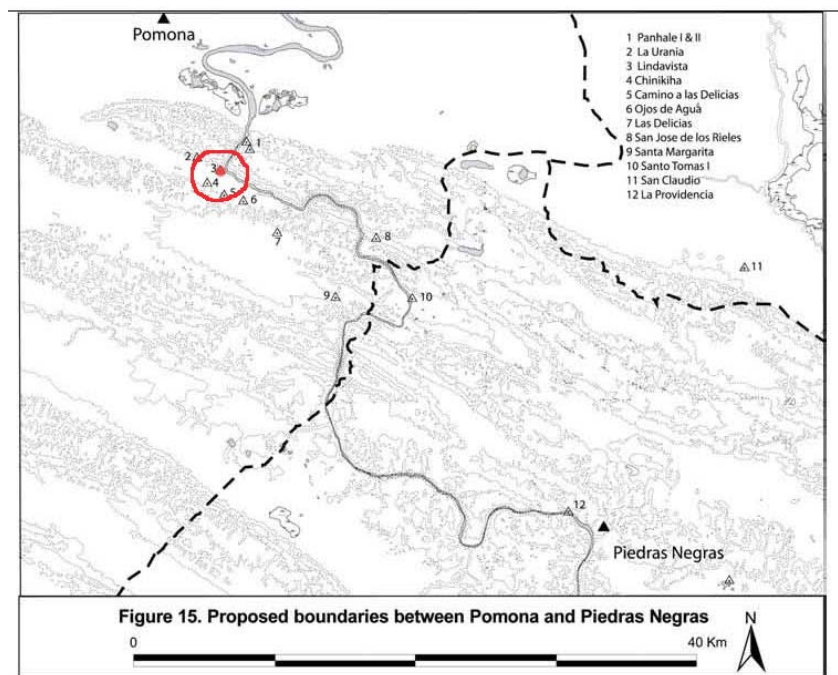 Pomona
1 Panhale I & II
2 La Urania
3 Lindavista
4 Chinikiha
5 Camino a las Delicias
6 Ojos de Aguà
7 Las Delicias
8 San Jose de los Rieles
9 Santa Margarita
10 Santo Tomas I
11 San Claudio
12 La Providencia
1
2
3
4
5
6
7
8
11
9
10
12
Piedras Negras
Figure 15. Proposed boundaries between Pomona and Piedras Negras
N
0
40 Km